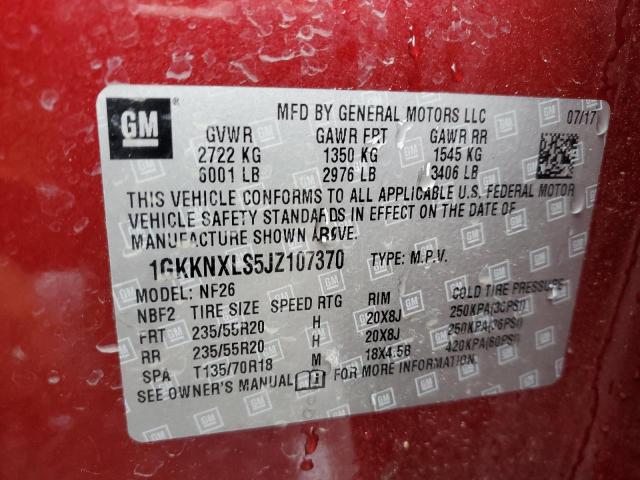 GM ® MFD BY GENERAL MOTORS LLC 07/17
GVWR GAWR FRT GAWR RR
2722 KG 1350 KG 1545 KG
6001 LB 2976 LB 3406 LB
THIS VEHICLE CONFORMS TO ALL APPLICABLE U.S. FEDERAL MOTOR
VEHICLE SAFETY STANDARDS IN EFFECT ON THE DATE OF
MANUFACTURE SHOWN ABOVE.
1GKKNXLS5JZ107370 TYPE: M.P.V.
MODEL: NF26
NBF2 TIRE SIZE SPEED RTG RIM COLD TIRE PRESSURE
FRT 235/55R20 H 20X8J 250KPA(36PSI)
RR 235/55R20 H 20X8J 250KPA(36PSI)
SPA T135/70R18 M 18X4.5B 420KPA(60PSI)
SEE OWNER'S MANUAL FOR MORE INFORMATION